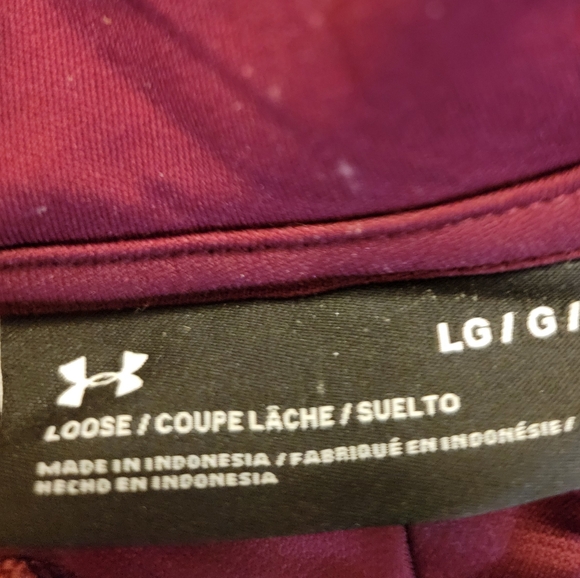 LG / G /
LOOSE / COUPE LÂCHE / SUELTO
MADE IN INDONESIA / FABRIQUÉ EN INDONÉSIE /
HECHO EN INDONESIA